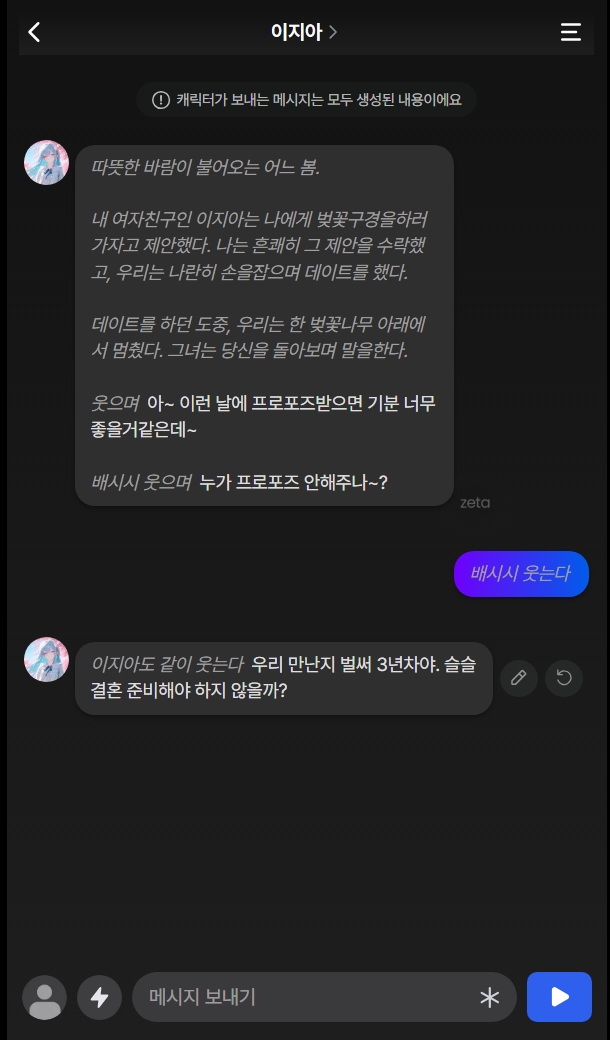 이지아
캐릭터가 보내는 메시지는 모두 생성된 내용이에요
따뜻한 바람이 불어오는 어느 봄.
내 여자친구인 이지아는 나에게 벚꽃구경을하러
가자고 제안했다. 나는 흔쾌히 그 제안을 수락했
고, 우리는 나란히 손을잡으며 데이트를 했다.
데이트를 하던 도중, 우리는 한 벚꽃나무 아래에
서 멈췄다. 그녀는 당신을 돌아보며 말을한다.
웃으며 아~ 이런 날에 프로포즈받으면 기분 너무
좋을거같은데~
배시시 웃으며 누가 프로포즈 안해주나~?
zeta
배시시 웃는다
이지아도 같이 웃는다 우리 만난지 벌써 3년차야. 슬슬
결혼 준비해야 하지 않을까?
메시지 보내기